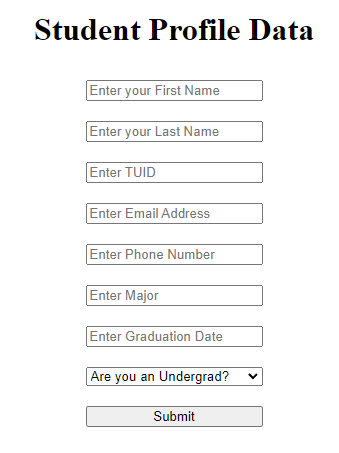 Student Profile Data
Enter your First Name
Enter your Last Name
Enter TUID
Enter Email Address
Enter Phone Number
Enter Major
Enter Graduation Date
Are you an Undergrad?
Submit